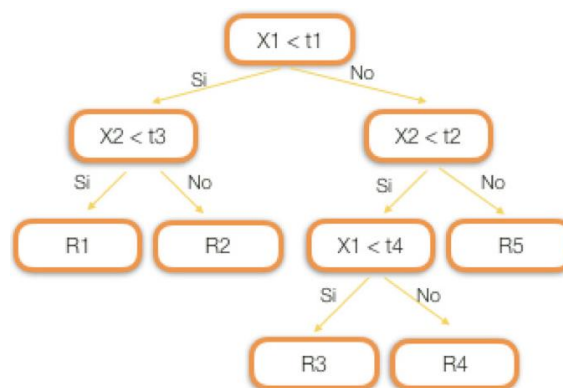 X1 < t1
Si
No
X2 < t3
X2 < t2
Si
No
Si
No
R1
R2
X1 < t4
R5
Si
No
R3
R4